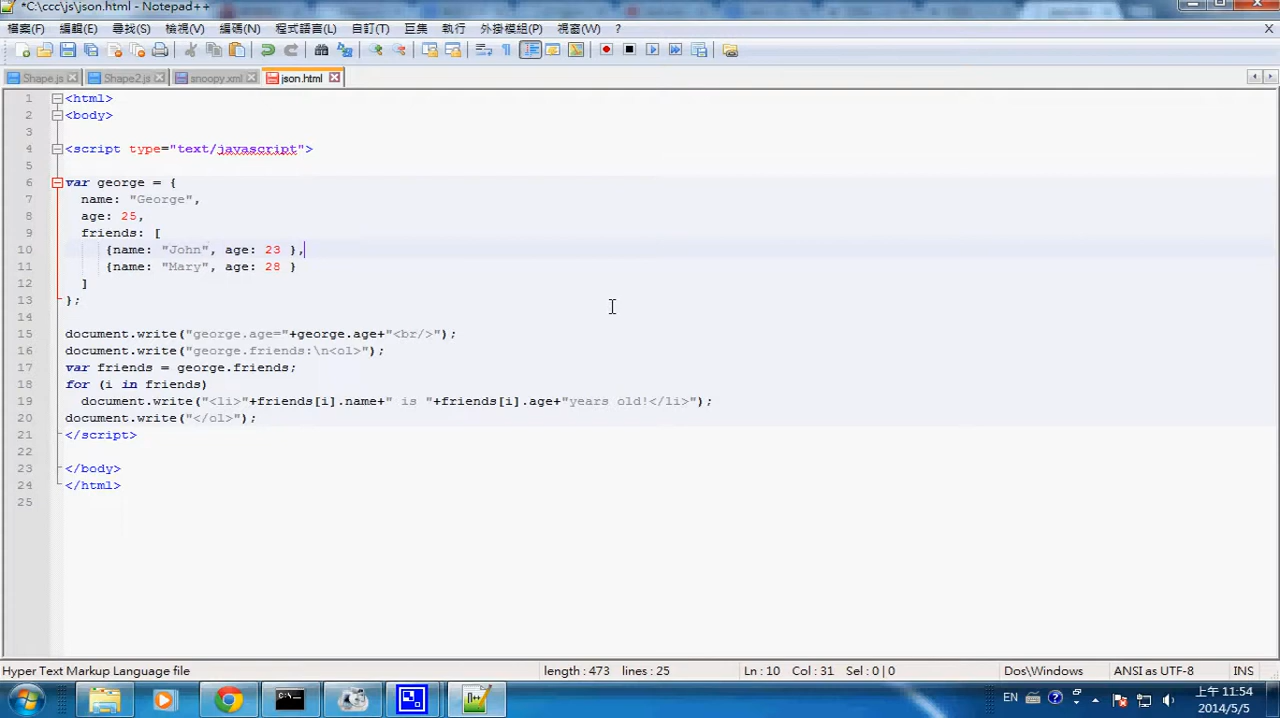 *C:\ccc\js\json.html - Notepad++
檔案(F) 編輯(E) 尋找(S) 檢視(V) 編碼(N) 程式語言(L) 自訂(T) 巨集 執行 外掛模組(P) 視窗(W) ? X
Shape.js Shape2.js snoopy.xml json.html
1 <html>
2 <body>
3
4 <script type="text/javascript">
5
6 var george = {
7 name: "George",
8 age: 25,
9 friends: [
10 {name: "John", age: 23 },
11 {name: "Mary", age: 28 }
12 ]
13 };
14
15 document.write("george.age="+george.age+"<br/>");
16 document.write("george.friends:\n<ol>");
17 var friends = george.friends;
18 for (i in friends)
19 document.write("<li>"+friends[i].name+" is "+friends[i].age+"years old!</li>");
20 document.write("</ol>");
21 </script>
22
23 </body>
24 </html>
25
Hyper Text Markup Language file length : 473 lines : 25 Ln : 10 Col : 31 Sel : 0 | 0 Dos\Windows ANSI as UTF-8 INS
EN 上午 11:54
2014/5/5